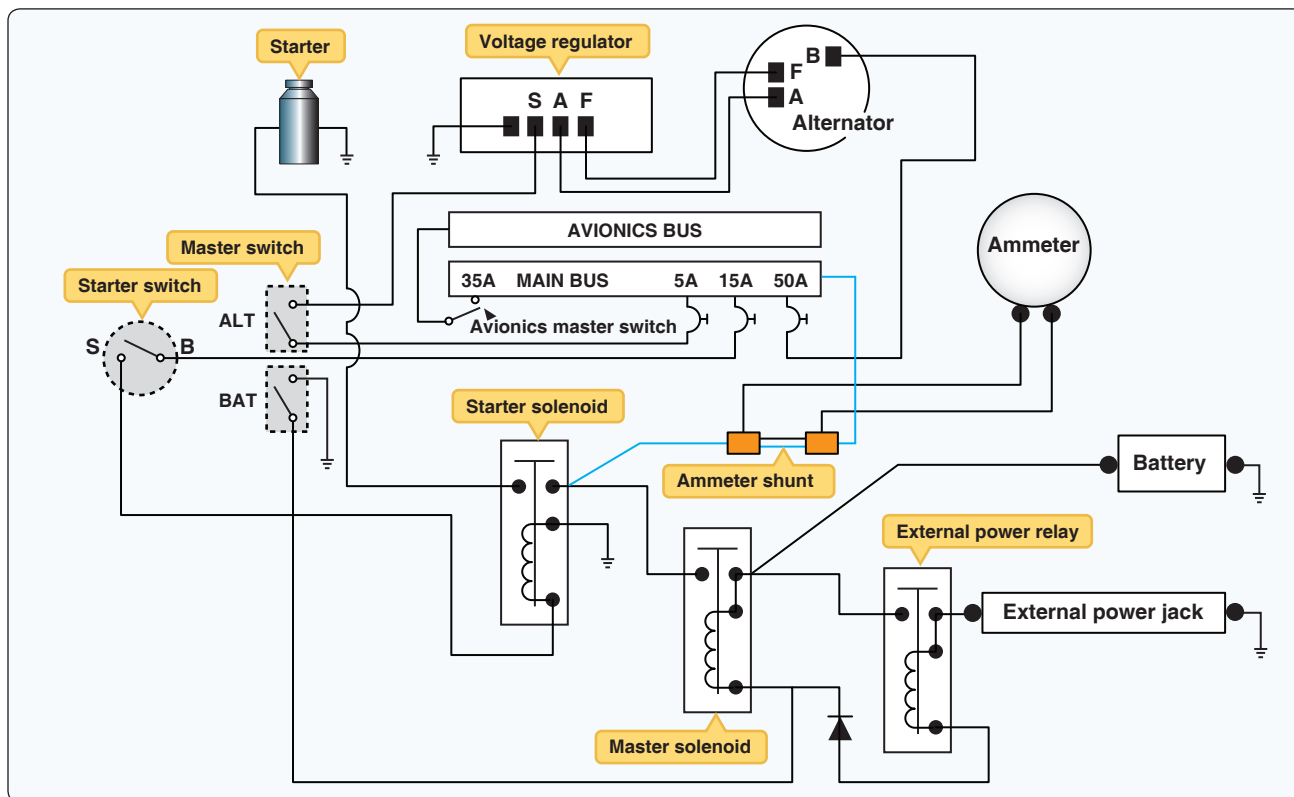 Starter
Voltage regulator
B
F
A
Alternator
S A F
AVIONICS BUS
Master switch
Ammeter
35A MAIN BUS 5A 15A 50A
Starter switch
ALT
Avionics master switch
S B
BAT
Starter solenoid
Battery
Ammeter shunt
External power relay
External power jack
Master solenoid